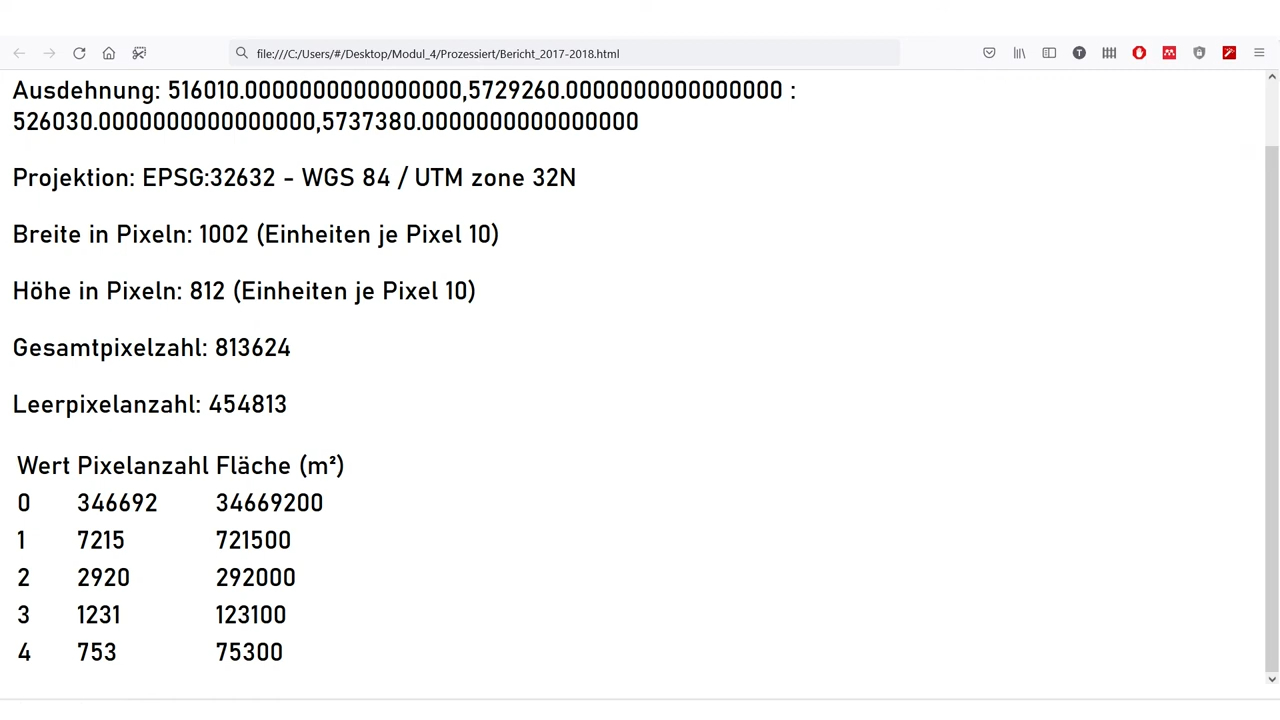 file:///C:/Users/#/Desktop/Modul_4/Prozessiert/Bericht_2017-2018.html
T
Ausdehnung: 516010.0000000000000000,5729260.0000000000000000 :
526030.0000000000000000,5737380.0000000000000000
Projektion: EPSG:32632 - WGS 84 / UTM zone 32N
Breite in Pixeln: 1002 (Einheiten je Pixel 10)
Höhe in Pixeln: 812 (Einheiten je Pixel 10)
Gesamtpixelzahl: 813624
Leerpixelanzahl: 454813
Wert Pixelanzahl Fläche (m²)
0 346692 34669200
1 7215 721500
2 2920 292000
3 1231 123100
4 753 75300